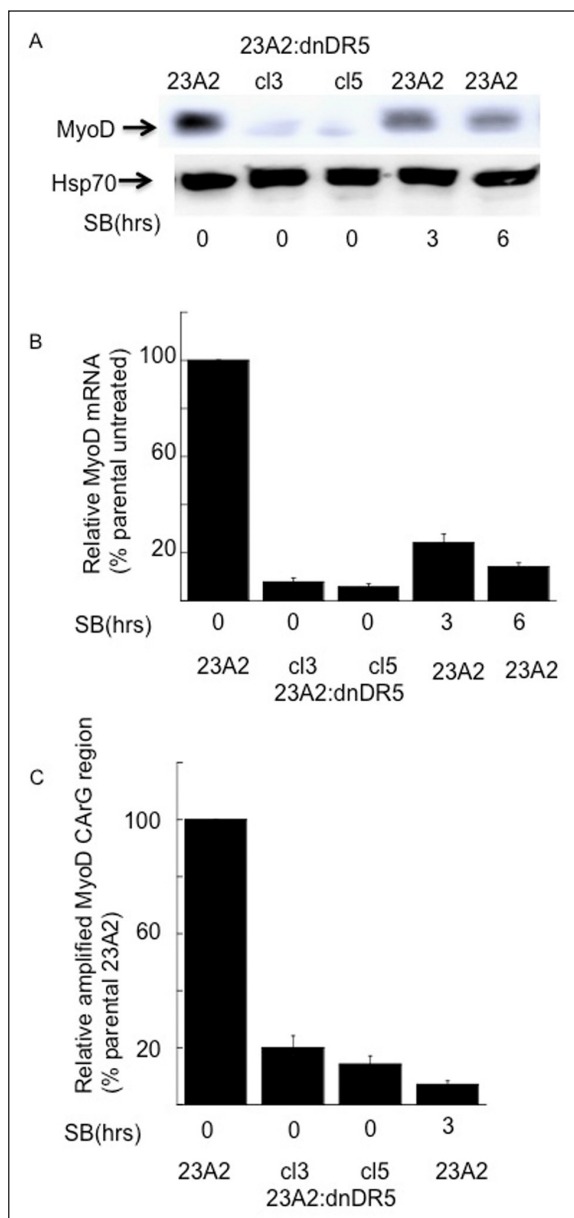 A
23A2:dnDR5
23A2 cl3 cl5 23A2 23A2
MyoD
Hsp70
SB(hrs) 0 0 0 3 6
B
Relative MyoD mRNA
(% parental untreated)
100
60
20
SB(hrs) 0 0 0 3 6
23A2 cl3 cl5 23A2 23A2
23A2:dnDR5
C
Relative amplified MyoD CArG region
(% parental 23A2)
100
60
20
SB(hrs) 0 0 0 3
23A2 cl3 cl5 23A2
23A2:dnDR5